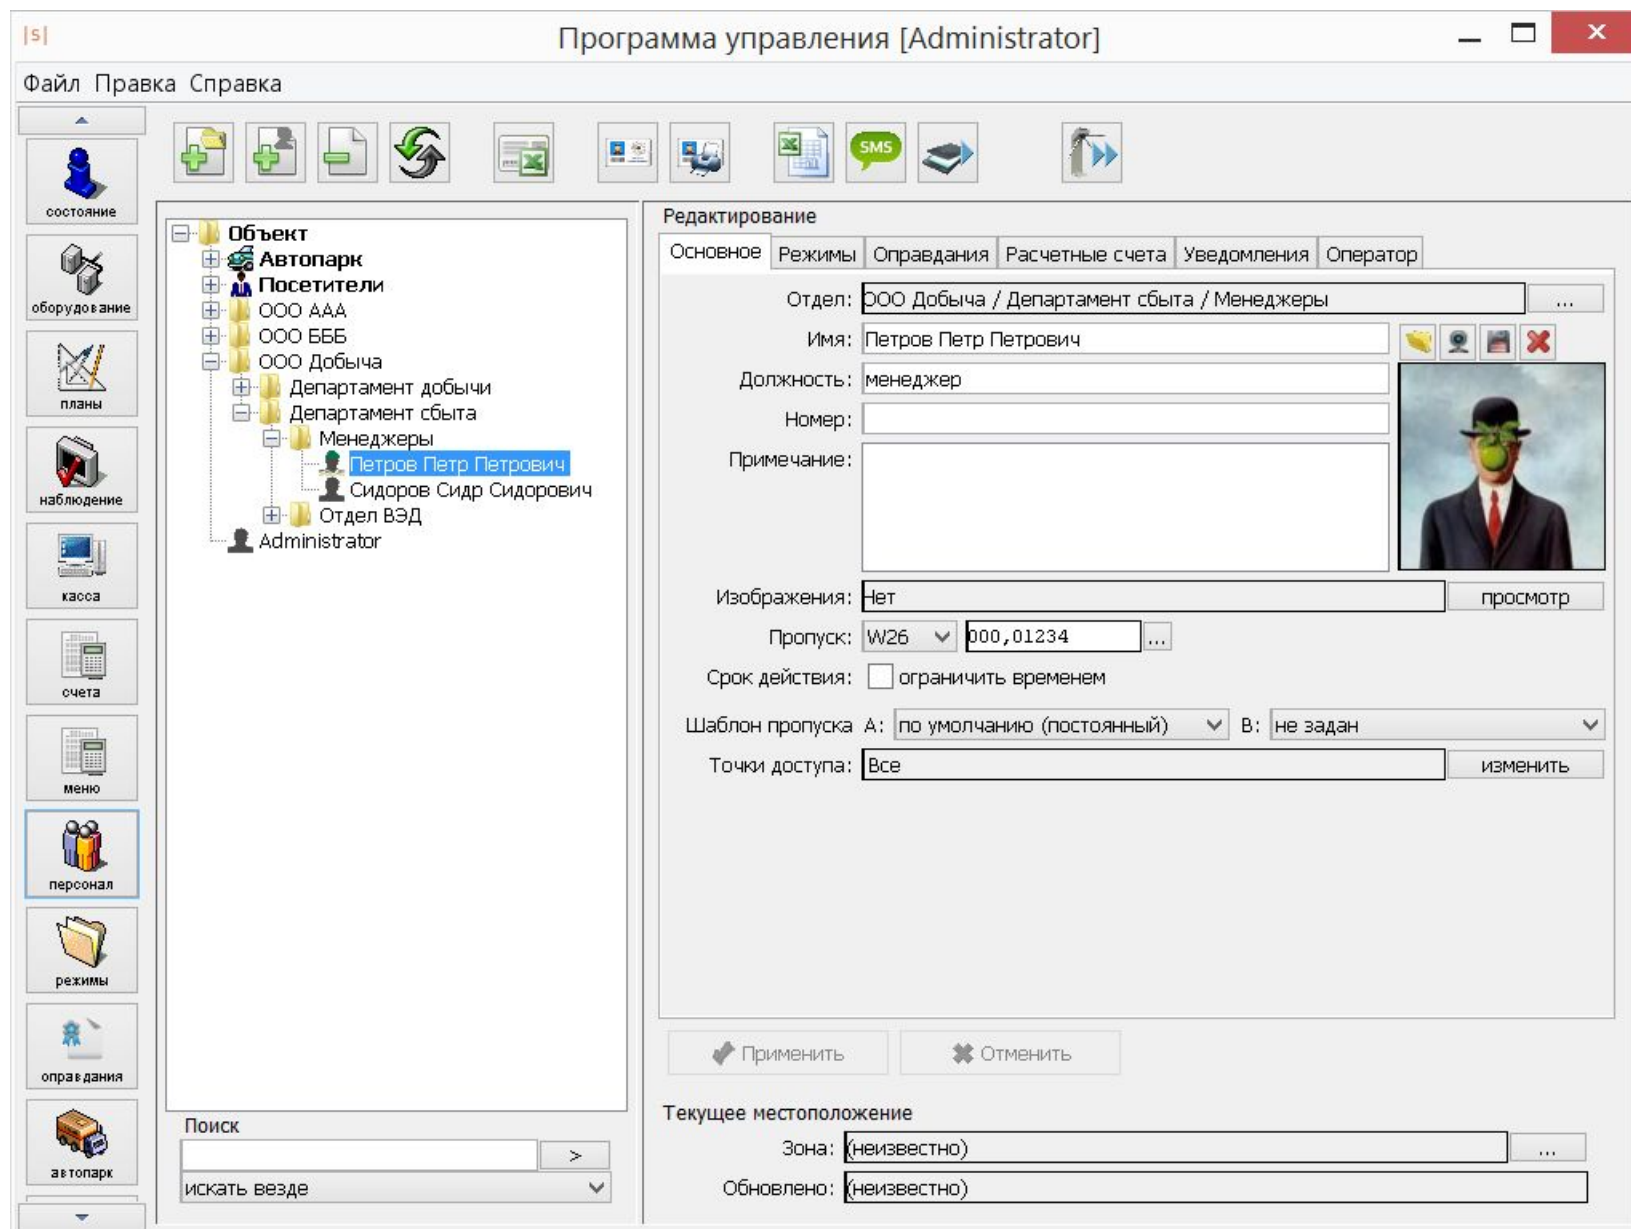 |s|
Программа управления [Administrator]
Файл Правка Справка
состояние
оборудование
планы
наблюдение
касса
счета
меню
персонал
режимы
оправдания
автопарк
SMS
Объект
Автопарк
Посетители
ООО ААА
ООО БББ
ООО Добыча
Департамент добычи
Департамент сбыта
Менеджеры
Петров Петр Петрович
Сидоров Сидр Сидорович
Отдел ВЭД
Administrator
Поиск
>
искать везде
Редактирование
Основное Режимы Оправдания Расчетные счета Уведомления Оператор
Отдел: ООО Добыча / Департамент сбыта / Менеджеры ...
Имя: Петров Петр Петрович
Должность: менеджер
Номер:
Примечание:
Изображения: Нет просмотр
Пропуск: W26 000,01234 ...
Срок действия: ограничить временем
Шаблон пропуска А: по умолчанию (постоянный) В: не задан
Точки доступа: Все изменить
Применить Отменить
Текущее местоположение
Зона: (неизвестно) ...
Обновлено: (неизвестно)